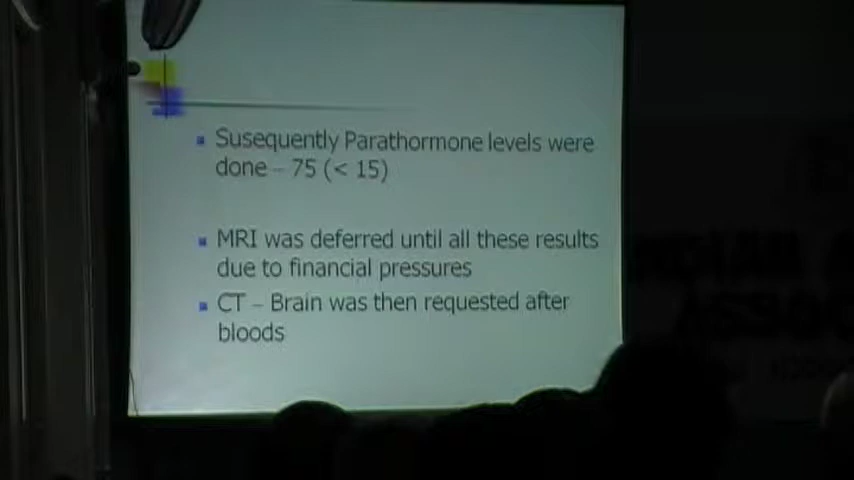 Susequently Parathormone levels were
done – 75 (< 15)
MRI was deferred until all these results
due to financial pressures
CT – Brain was then requested after
bloods